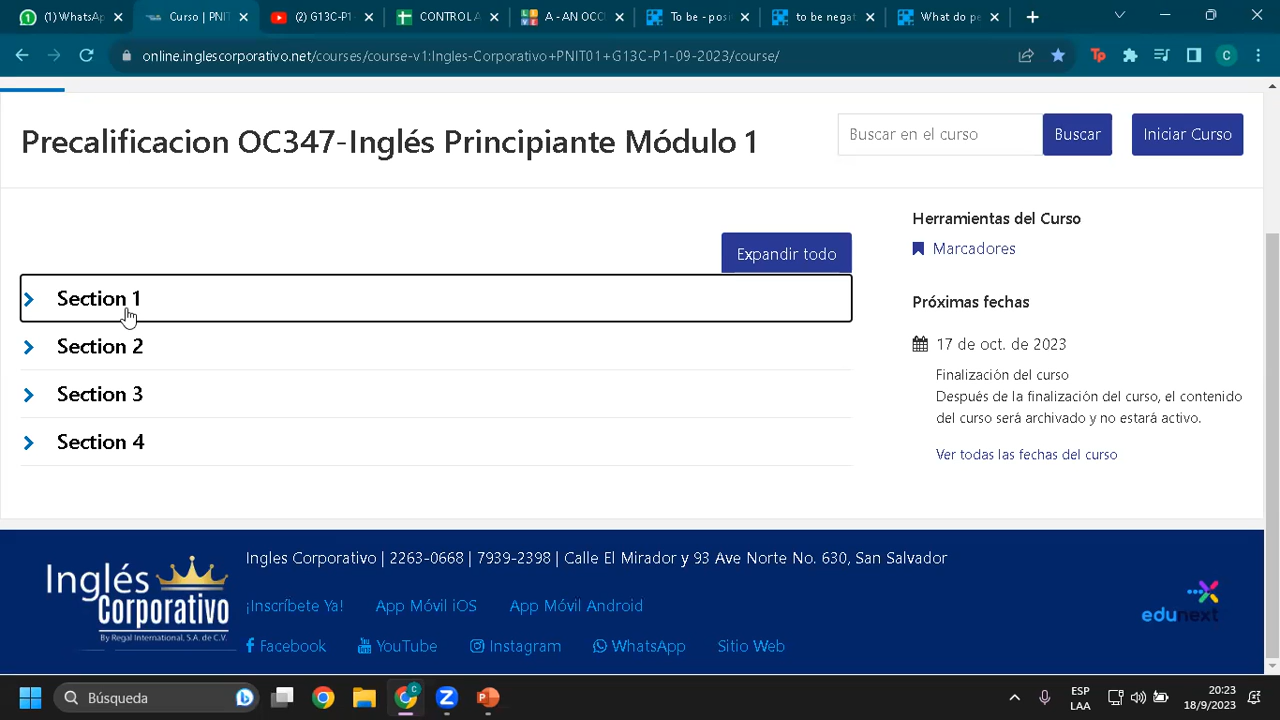 (1) WhatsApp
Curso | PNIT
(2) G13C-P1-
CONTROL A
A - AN OCC
To be - posi
to be negat
What do pe
online.inglescorporativo.net/courses/course-v1:Ingles-Corporativo+PNIT01+G13C-P1-09-2023/course/
Tp
C
Precalificacion OC347-Inglés Principiante Módulo 1
Buscar en el curso
Buscar
Iniciar Curso
Herramientas del Curso
Marcadores
Expandir todo
Section 1
Section 2
Section 3
Section 4
Próximas fechas
17 de oct. de 2023
Finalización del curso
Después de la finalización del curso, el contenido
del curso será archivado y no estará activo.
Ver todas las fechas del curso
Inglés
Corporativo
By Regal International, S.A. de C.V.
Ingles Corporativo | 2263-0668 | 7939-2398 | Calle El Mirador y 93 Ave Norte No. 630, San Salvador
¡Inscríbete Ya!
App Móvil iOS
App Móvil Android
Facebook
YouTube
Instagram
WhatsApp
Sitio Web
edunext
Búsqueda
ESP
LAA
20:23
18/9/2023